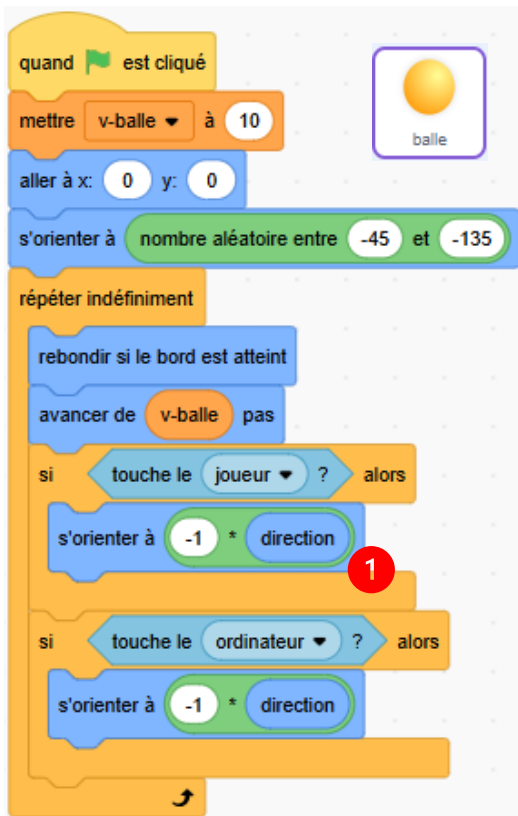 quand est cliqué
balle
mettre v-balle à 10
aller à x: 0 y: 0
s'orienter à nombre aléatoire entre -45 et -135
répéter indéfiniment
rebondir si le bord est atteint
avancer de v-balle pas
si touche le joueur ? alors
s'orienter à -1 * direction
1
si touche le ordinateur ? alors
s'orienter à -1 * direction